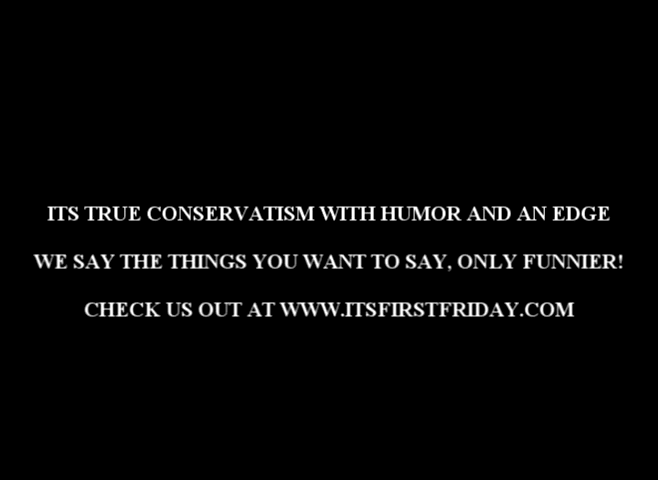 ITS TRUE CONSERVATISM WITH HUMOR AND AN EDGE
WE SAY THE THINGS YOU WANT TO SAY, ONLY FUNNIER!
CHECK US OUT AT WWW.ITSFIRSTFRIDAY.COM